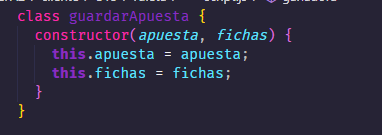 class guardarApuesta {
constructor(apuesta, fichas) {
this.apuesta = apuesta;
this.fichas = fichas;
}
}